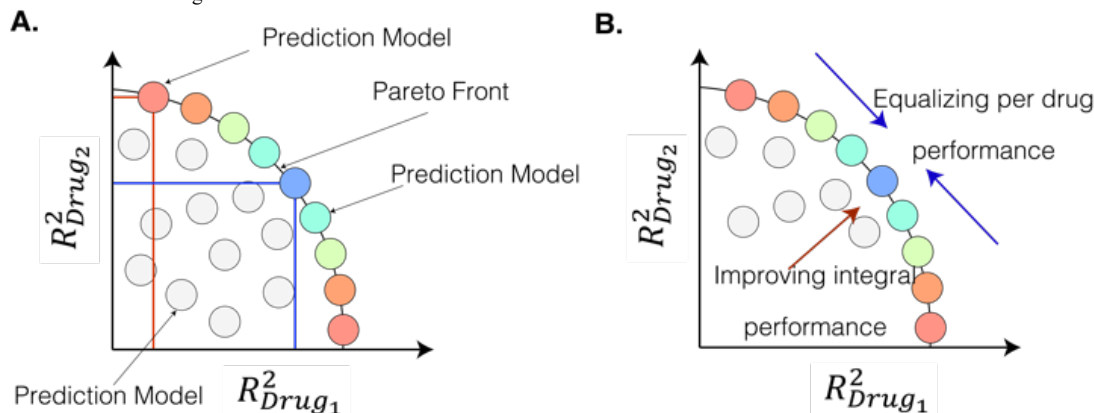 A.
Prediction Model
Pareto Front
Prediction Model
R²Drug₂
Prediction Model
R²Drug₁
B.
Equalizing per drug
performance
R²Drug₂
Improving integral
performance
R²Drug₁